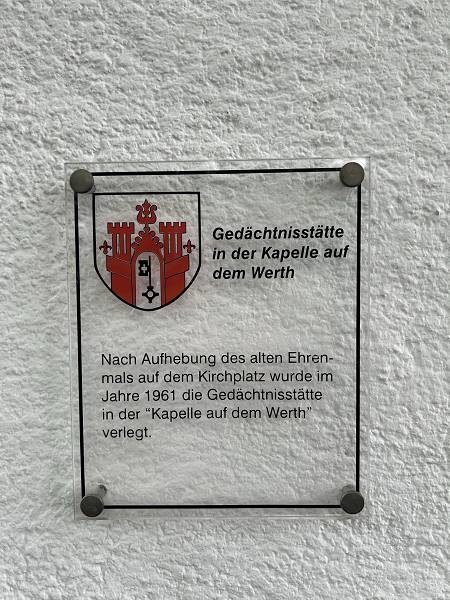 Gedächtnisstätte
in der Kapelle auf
dem Werth
Nach Aufhebung des alten Ehren-
mals auf dem Kirchplatz wurde im
Jahre 1961 die Gedächtnisstätte
in der “Kapelle auf dem Werth”
verlegt.